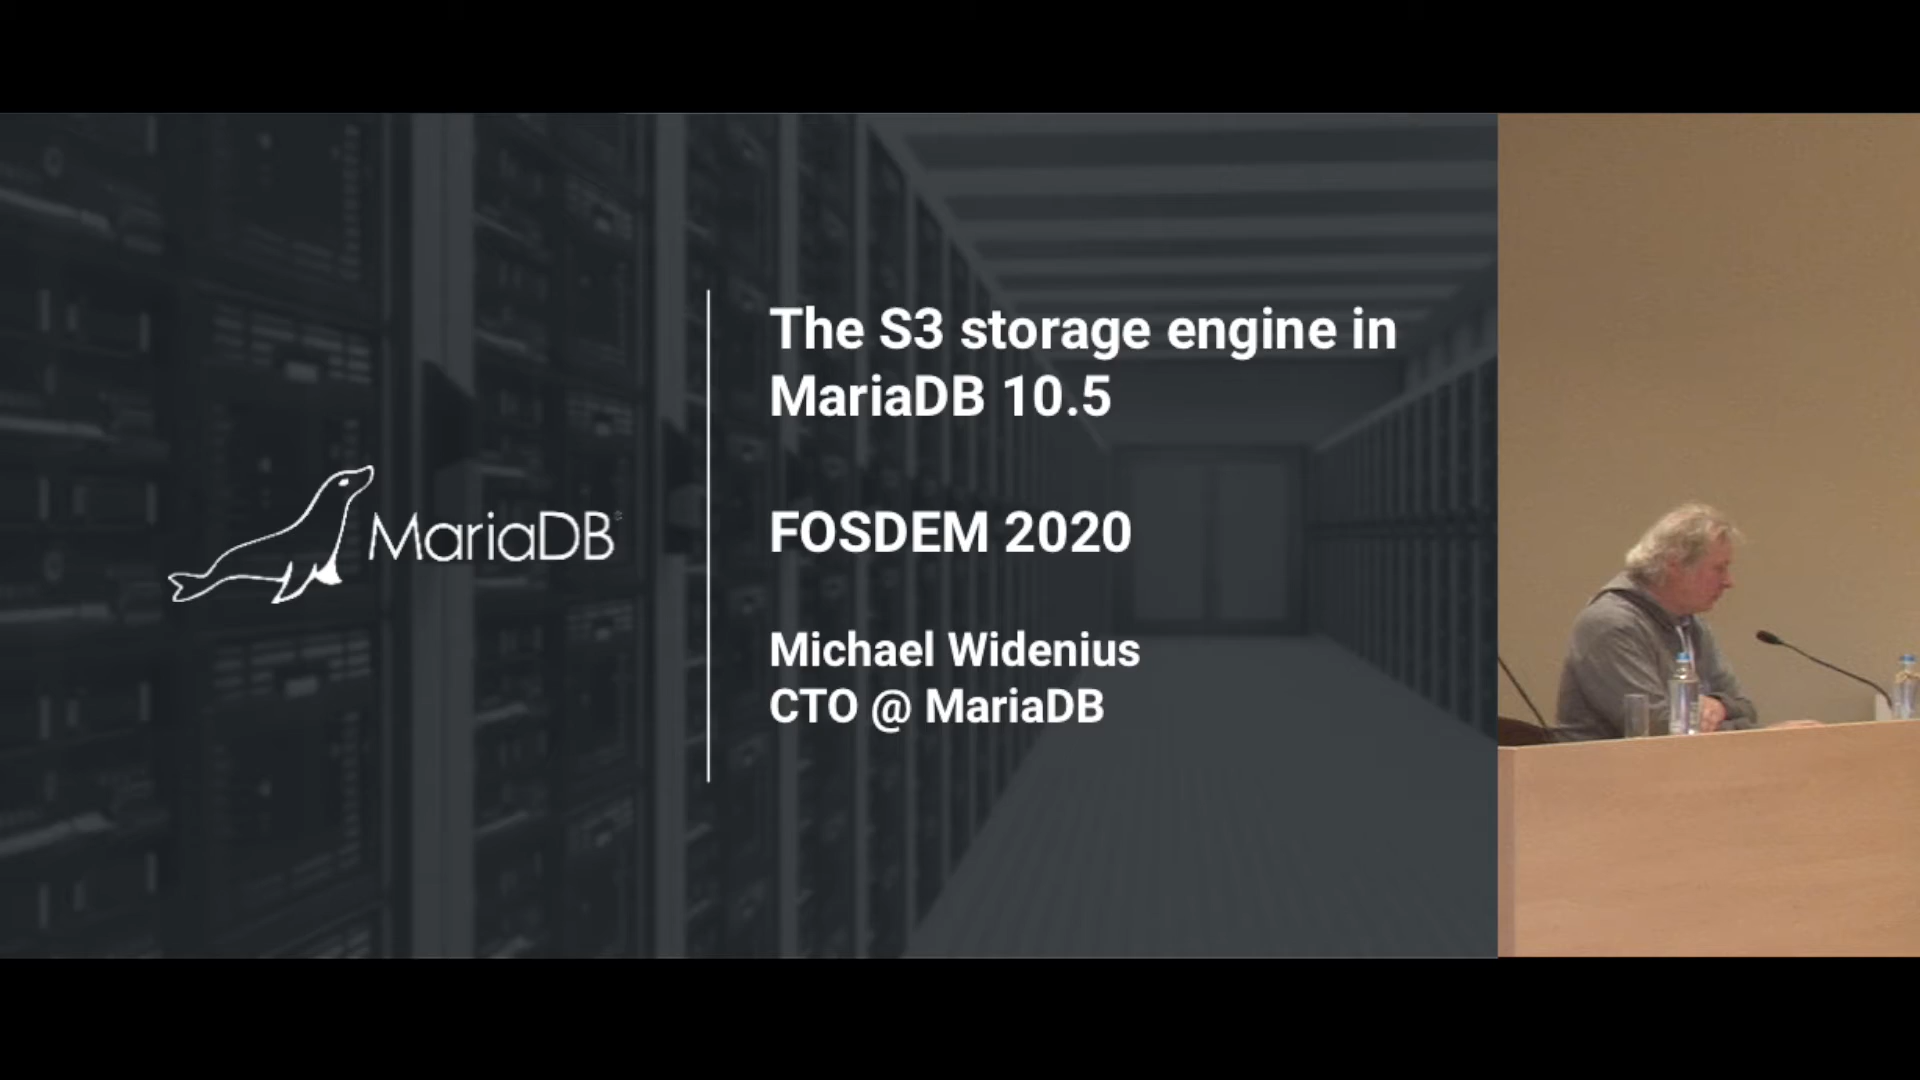 The S3 storage engine in
MariaDB 10.5
FOSDEM 2020
Michael Widenius
CTO @ MariaDB
MariaDB